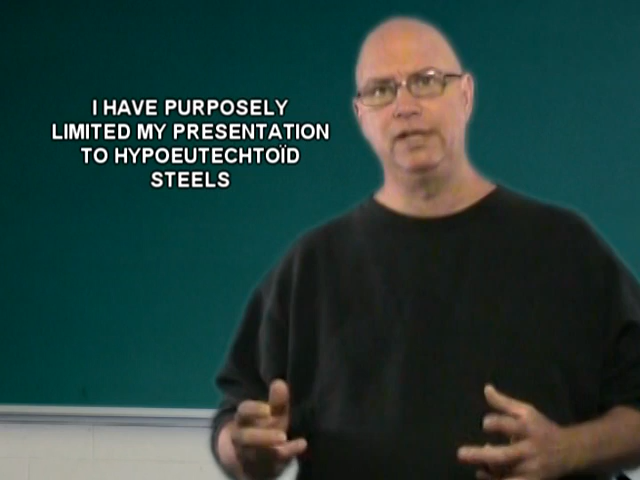 I HAVE PURPOSELY
LIMITED MY PRESENTATION
TO HYPOEUTECHTOÏD
STEELS